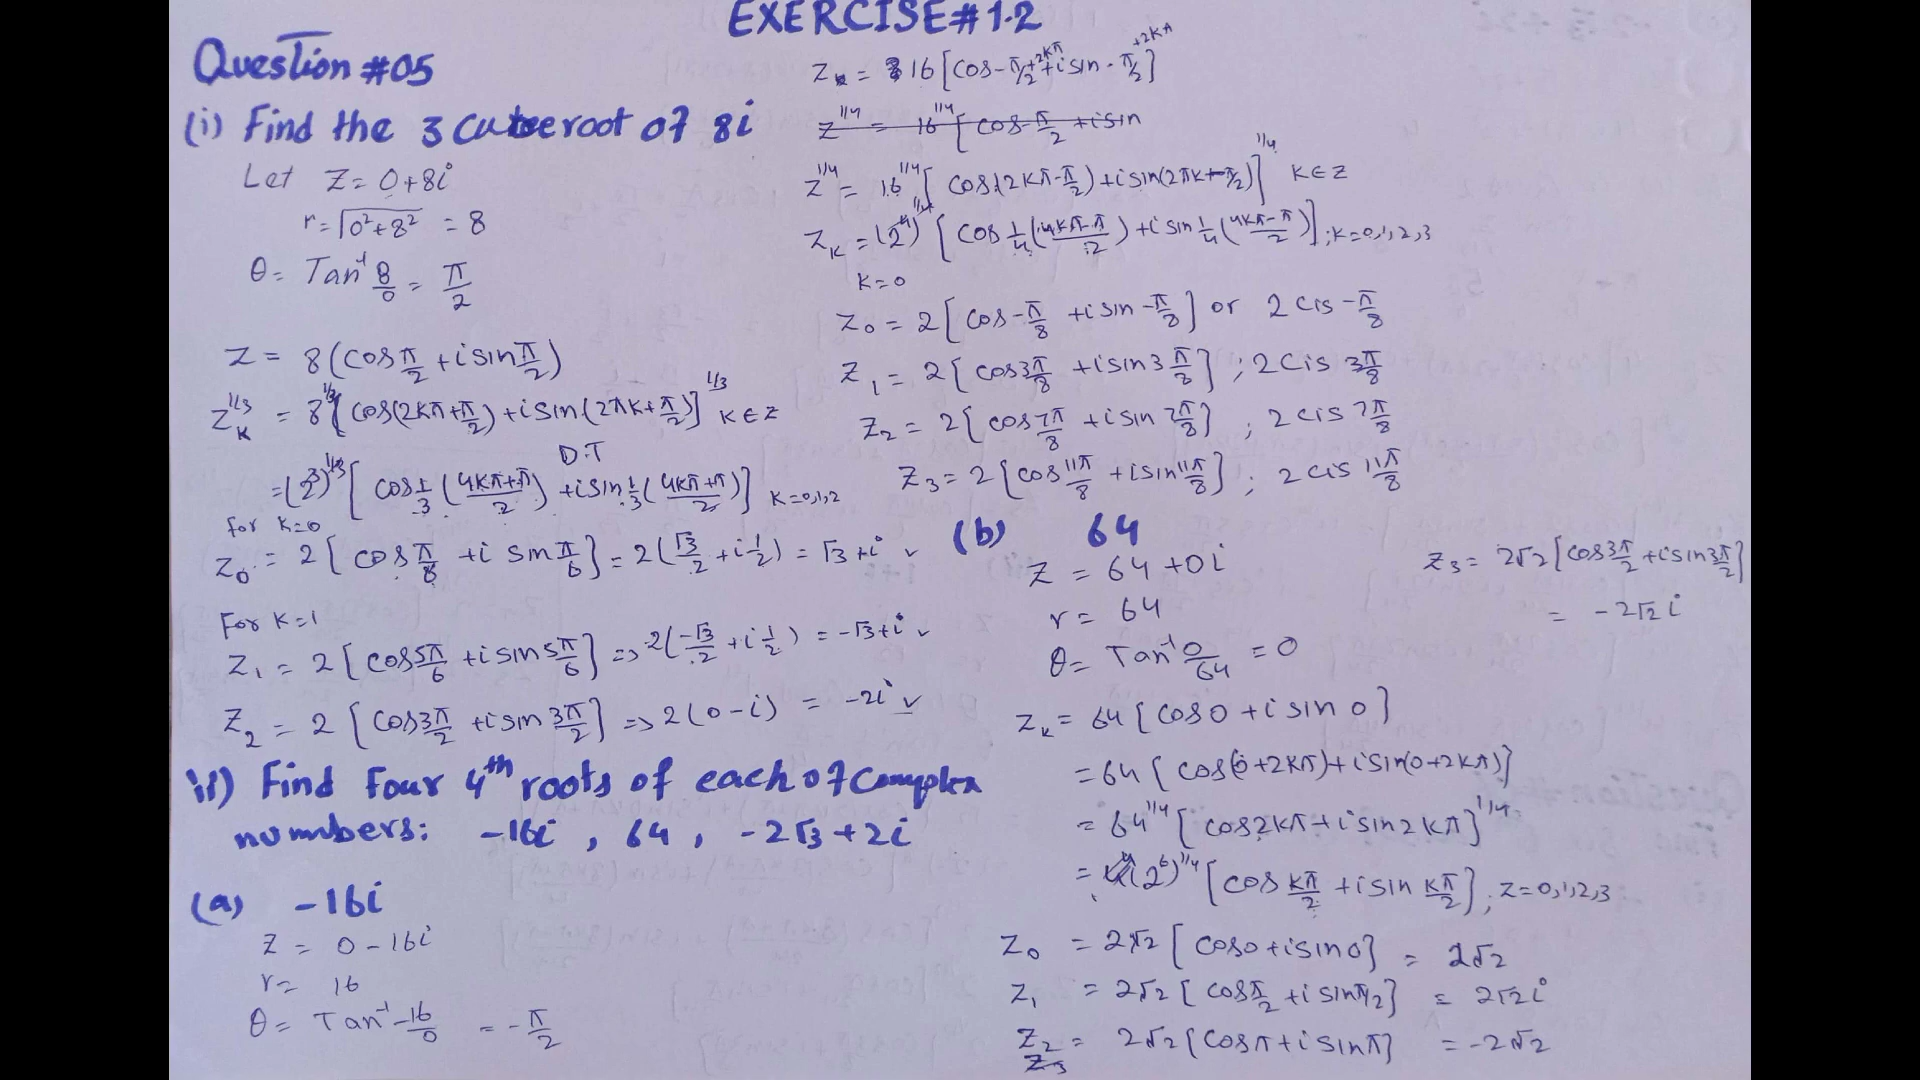 EXERCISE#1.2
Question #05
(i) Find the 3 cube root of 8i
Let z = 0+8i
r = √(0²+8²) = 8
θ = Tan⁻¹ 8/0 = π/2
z = 8(cos π/2 + i sin π/2)
z_k^1/3 = 8^1/3 [cos(2kπ+π/2) + i sin(2πk+π/2)]^1/3 k∈Z
D.T
= (2³)^1/3 [cos 1/3 (4kπ+π/2) + i sin 1/3 (4kπ+π/2)] k=0,1,2
for k=0
z₀ = 2[cos π/6 + i sin π/6] = 2(√3/2 + i 1/2) = √3+i ✓
For k=1
z₁ = 2[cos 5π/6 + i sin 5π/6] => 2(-√3/2 + i 1/2) = -√3+i ✓
z₂ = 2[cos 3π/2 + i sin 3π/2] => 2(0-i) = -2i ✓
ii) Find Four 4th roots of each of Complex
numbers: -16i , 64 , -2√3+2i
(a) -16i
z = 0-16i
r = 16
θ = Tan⁻¹ -16/0 = -π/2
z_k = 16[cos -π/2+2kπ + i sin -π/2+2kπ]
z^1/4 = 16^1/4 [cos -π/2 + i sin
z^1/4 = 16^1/4 [cos(2kπ-π/2) + i sin(2πk-π/2)]^1/4 k∈Z
z_k = (2⁴)^1/4 [cos 1/4 (4kπ-π/2) + i sin 1/4 (4kπ-π/2)] ; k=0,1,2,3
k=0
z₀ = 2[cos -π/8 + i sin -π/8] or 2 cis -π/8
z₁ = 2[cos 3π/8 + i sin 3π/8] ; 2 cis 3π/8
z₂ = 2[cos 7π/8 + i sin 7π/8] ; 2 cis 7π/8
z₃ = 2[cos 11π/8 + i sin 11π/8] ; 2 cis 11π/8
(b) 64
z = 64+0i
r = 64
θ = Tan⁻¹ 0/64 = 0
z_k = 64[cos 0 + i sin 0]
= 64[cos(0+2kπ) + i sin(0+2kπ)]
= 64^1/4 [cos 2kπ + i sin 2kπ]^1/4
= (2⁶)^1/4 [cos kπ/2 + i sin kπ/2] ; z=0,1,2,3
z₀ = 2√2 [cos 0 + i sin 0] = 2√2
z₁ = 2√2 [cos π/2 + i sin π/2] = 2√2 i
z₂ = 2√2 [cos π + i sin π] = -2√2
z₃
z₃ = 2√2 [cos 3π/2 + i sin 3π/2]
= -2√2 i